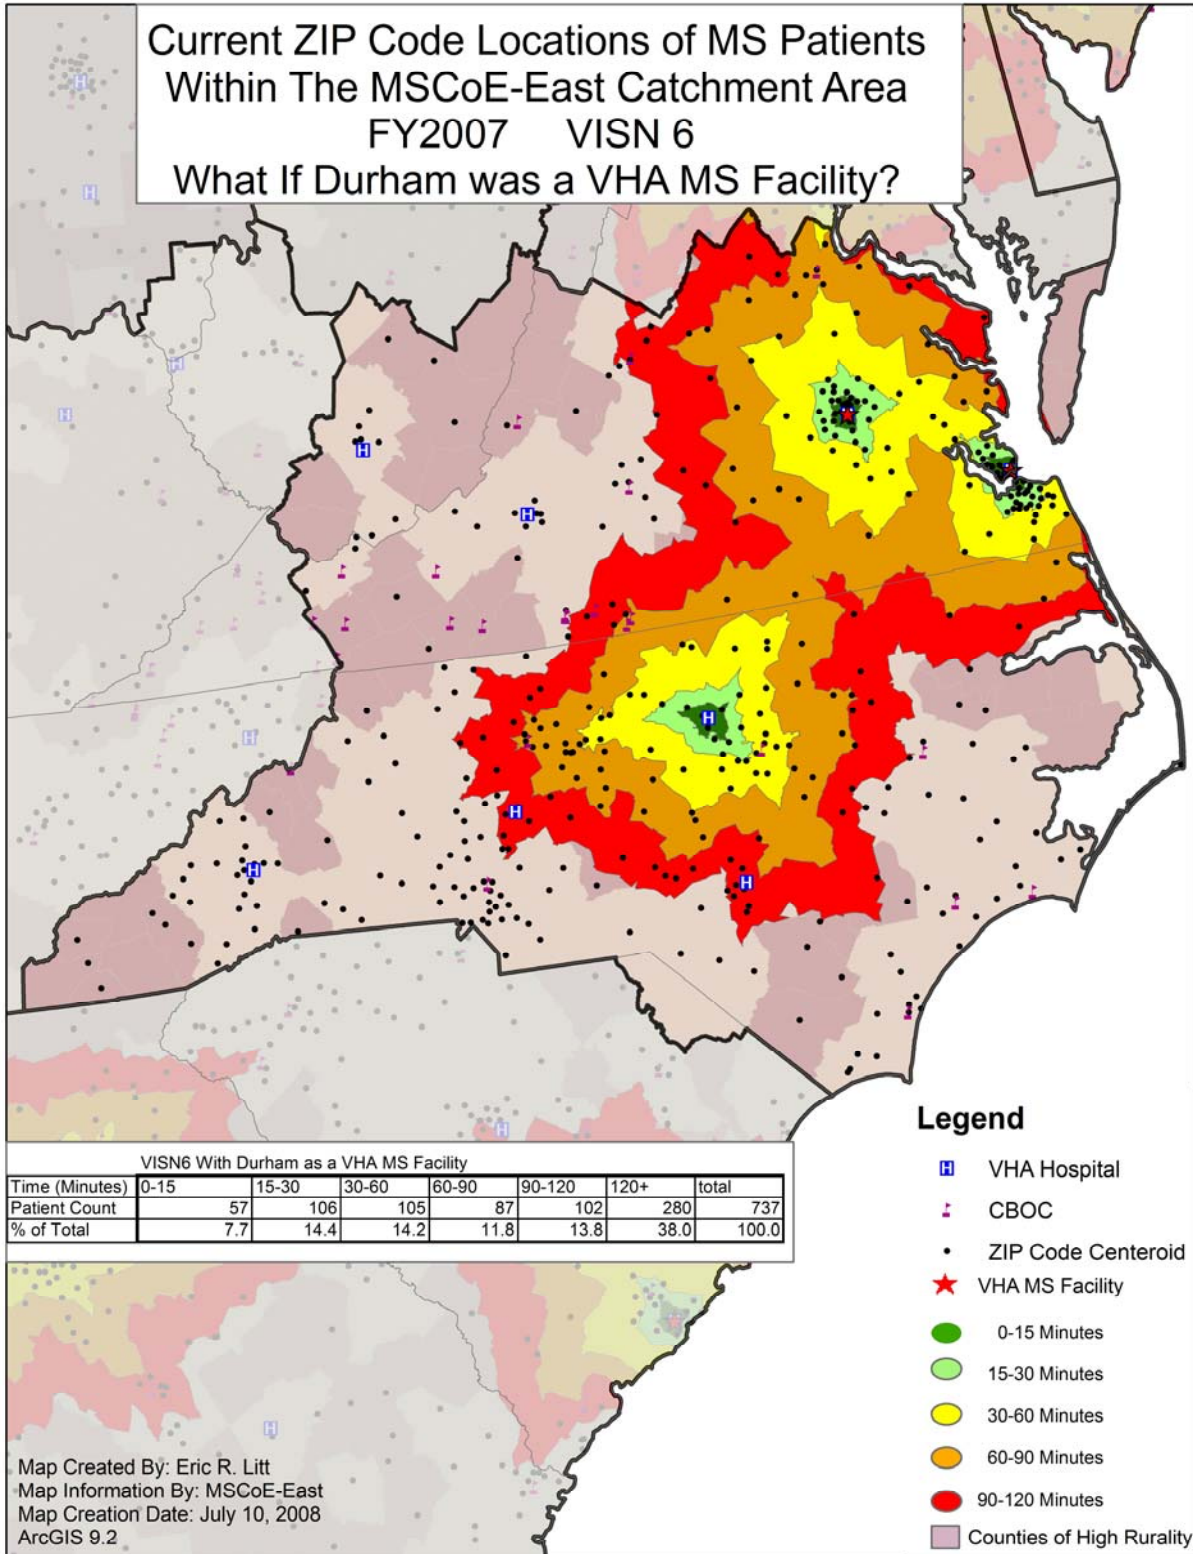 Current ZIP Code Locations of MS Patients
Within The MSCoE-East Catchment Area
FY2007 VISN 6
What If Durham was a VHA MS Facility?
Legend
H VHA Hospital
CBOC
ZIP Code Centeroid
VHA MS Facility
0-15 Minutes
15-30 Minutes
30-60 Minutes
60-90 Minutes
90-120 Minutes
Counties of High Rurality
VISN6 With Durham as a VHA MS Facility
Time (Minutes) 0-15 15-30 30-60 60-90 90-120 120+ total
Patient Count 57 106 105 87 102 280 737
% of Total 7.7 14.4 14.2 11.8 13.8 38.0 100.0
Map Created By: Eric R. Litt
Map Information By: MSCoE-East
Map Creation Date: July 10, 2008
ArcGIS 9.2